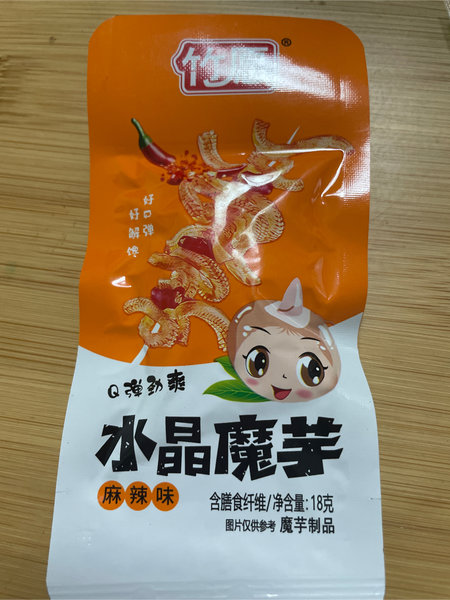 ®
好口弹
好解馋
Q弹劲爽
水晶魔芋
麻辣味
含膳食纤维/净含量:18克
图片仅供参考 魔芋制品